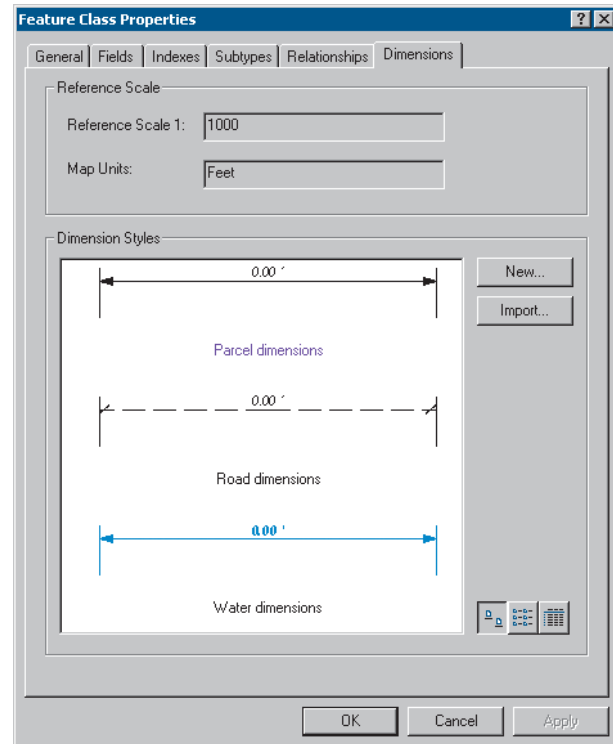 Feature Class Properties
General Fields Indexes Subtypes Relationships Dimensions
Reference Scale
Reference Scale 1: 1000
Map Units: Feet
Dimension Styles
0.00 '
Parcel dimensions
0.00 '
Road dimensions
0.00 '
Water dimensions
New...
Import...
OK Cancel Apply